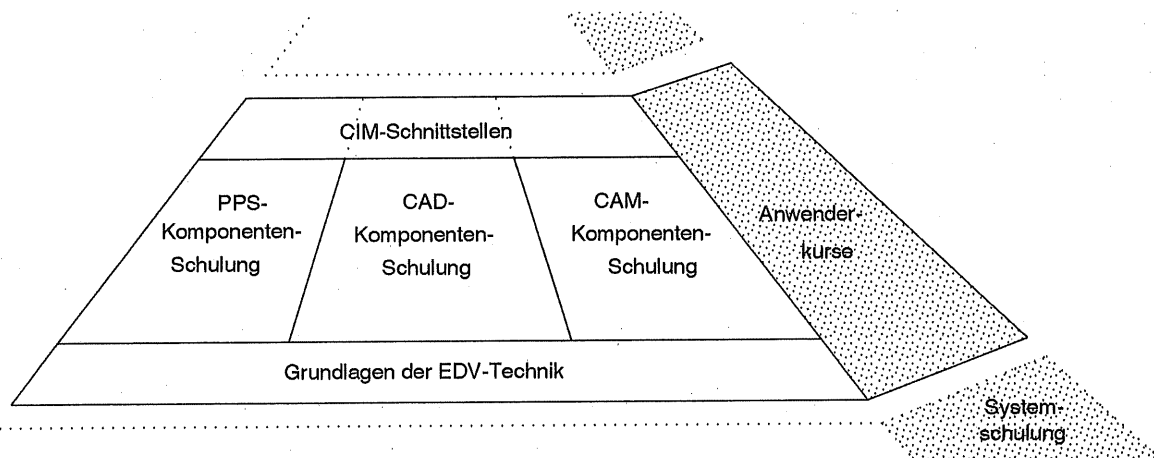 CIM-Schnittstellen
PPS-
Komponenten-
Schulung
CAD-
Komponenten-
Schulung
CAM-
Komponenten-
Schulung
Anwender-
kurse
Grundlagen der EDV-Technik
System-
schulung